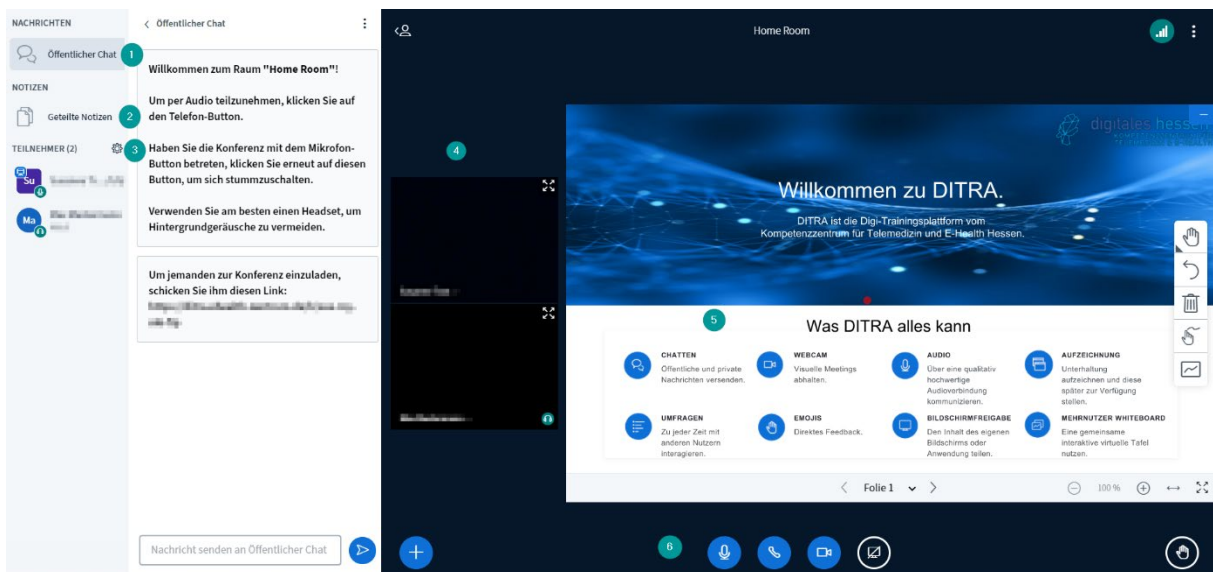 NACHRICHTEN
Öffentlicher Chat
1
NOTIZEN
Geteilte Notizen
2
TEILNEHMER (2)
3
Su
Ma
Öffentlicher Chat
Willkommen zum Raum "Home Room"!
Um per Audio teilzunehmen, klicken Sie auf
den Telefon-Button.
Haben Sie die Konferenz mit dem Mikrofon-
Button betreten, klicken Sie erneut auf diesen
Button, um sich stummzuschalten.
Verwenden Sie am besten einen Headset, um
Hintergrundgeräusche zu vermeiden.
Um jemanden zur Konferenz einzuladen,
schicken Sie ihm diesen Link:
Nachricht senden an Öffentlicher Chat
Home Room
4
digitales hessen
Willkommen zu DITRA.
DITRA ist die Digi-Trainingsplattform vom
Kompetenzzentrum für Telemedizin und E-Health Hessen.
5
Was DITRA alles kann
CHATTEN
Öffentliche und private
Nachrichten versenden.
WEBCAM
Visuelle Meetings
abhalten.
AUDIO
Über eine qualitativ
hochwertige
Audioverbindung
kommunizieren.
AUFZEICHNUNG
Unterhaltung
aufzeichnen und diese
später zur Verfügung
stellen.
UMFRAGEN
Zu jeder Zeit mit
anderen Nutzern
interagieren.
EMOJIS
Direktes Feedback.
BILDSCHIRMFREIGABE
Den Inhalt des eigenen
Bildschirms oder
Anwendung teilen.
MEHRNUTZER WHITEBOARD
Eine gemeinsame
interaktive virtuelle Tafel
nutzen.
Folie 1
100 %
6